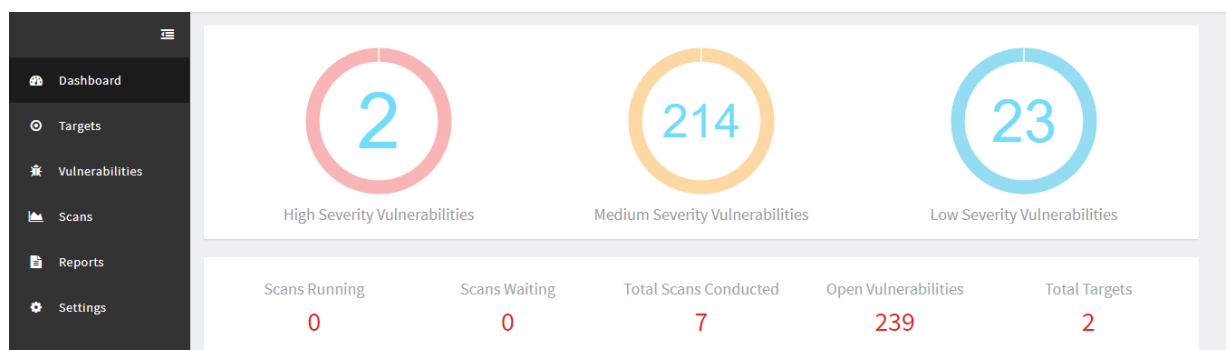 Dashboard
Targets
Vulnerabilities
Scans
Reports
Settings
2
214
23
High Severity Vulnerabilities
Medium Severity Vulnerabilities
Low Severity Vulnerabilities
Scans Running
Scans Waiting
Total Scans Conducted
Open Vulnerabilities
Total Targets
0
0
7
239
2